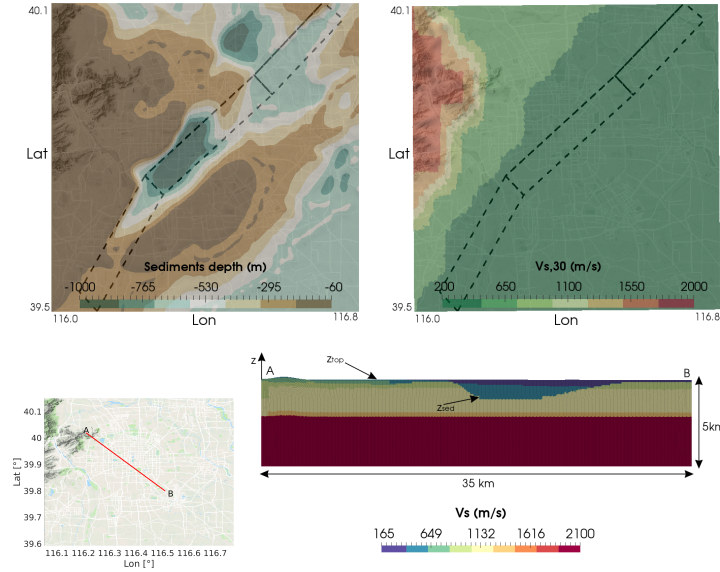 40.1
Lat
Sediments depth (m)
-1000 -765 -530 -295 -60
39.5
116.0 Lon 116.8
40.1
Lat
Vs,30 (m/s)
200 650 1100 1550 2000
39.5
116.0 Lon 116.8
z
A
Ztop
B
Zsed
5km
35 km
Vs (m/s)
165 649 1132 1616 2100
40.1
40
39.9
39.8
39.7
39.6
Lat [°]
A
B
116.1 116.2 116.3 116.4 116.5 116.6 116.7
Lon [°]